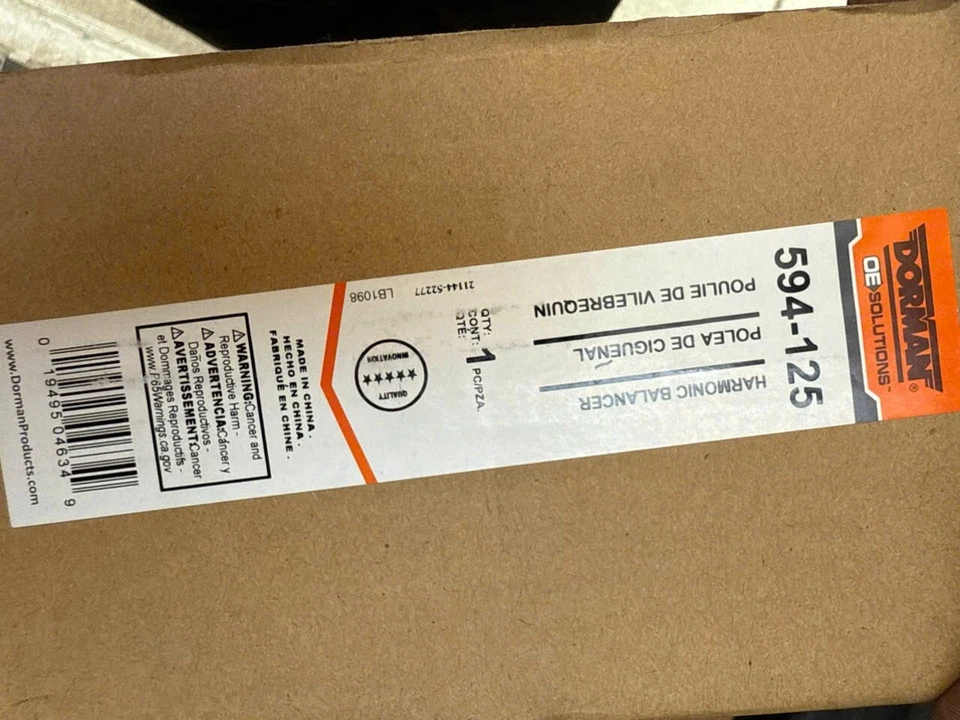 DORMAN®
OE>SOLUTIONS™
594-125
HARMONIC BALANCER
POLEA DE CIGUEÑAL
POULIE DE VILEBREQUIN
QTY:
CONT:
QTÉ:
1 PC/PZA.
21144-S2277
LB1098
INNOVATION
★★★★★
QUALITY
MADE IN CHINA.
HECHO EN CHINA.
FABRIQUÉ EN CHINE.
⚠WARNING:Cancer and
Reproductive Harm -
⚠ADVERTENCIA:Cáncer y
Daños Reproductivos -
⚠AVERTISSEMENT:Cancer
et Dommages Reproductifs -
www.P65Warnings.ca.gov
0 19495 04634 9
www.DormanProducts.com